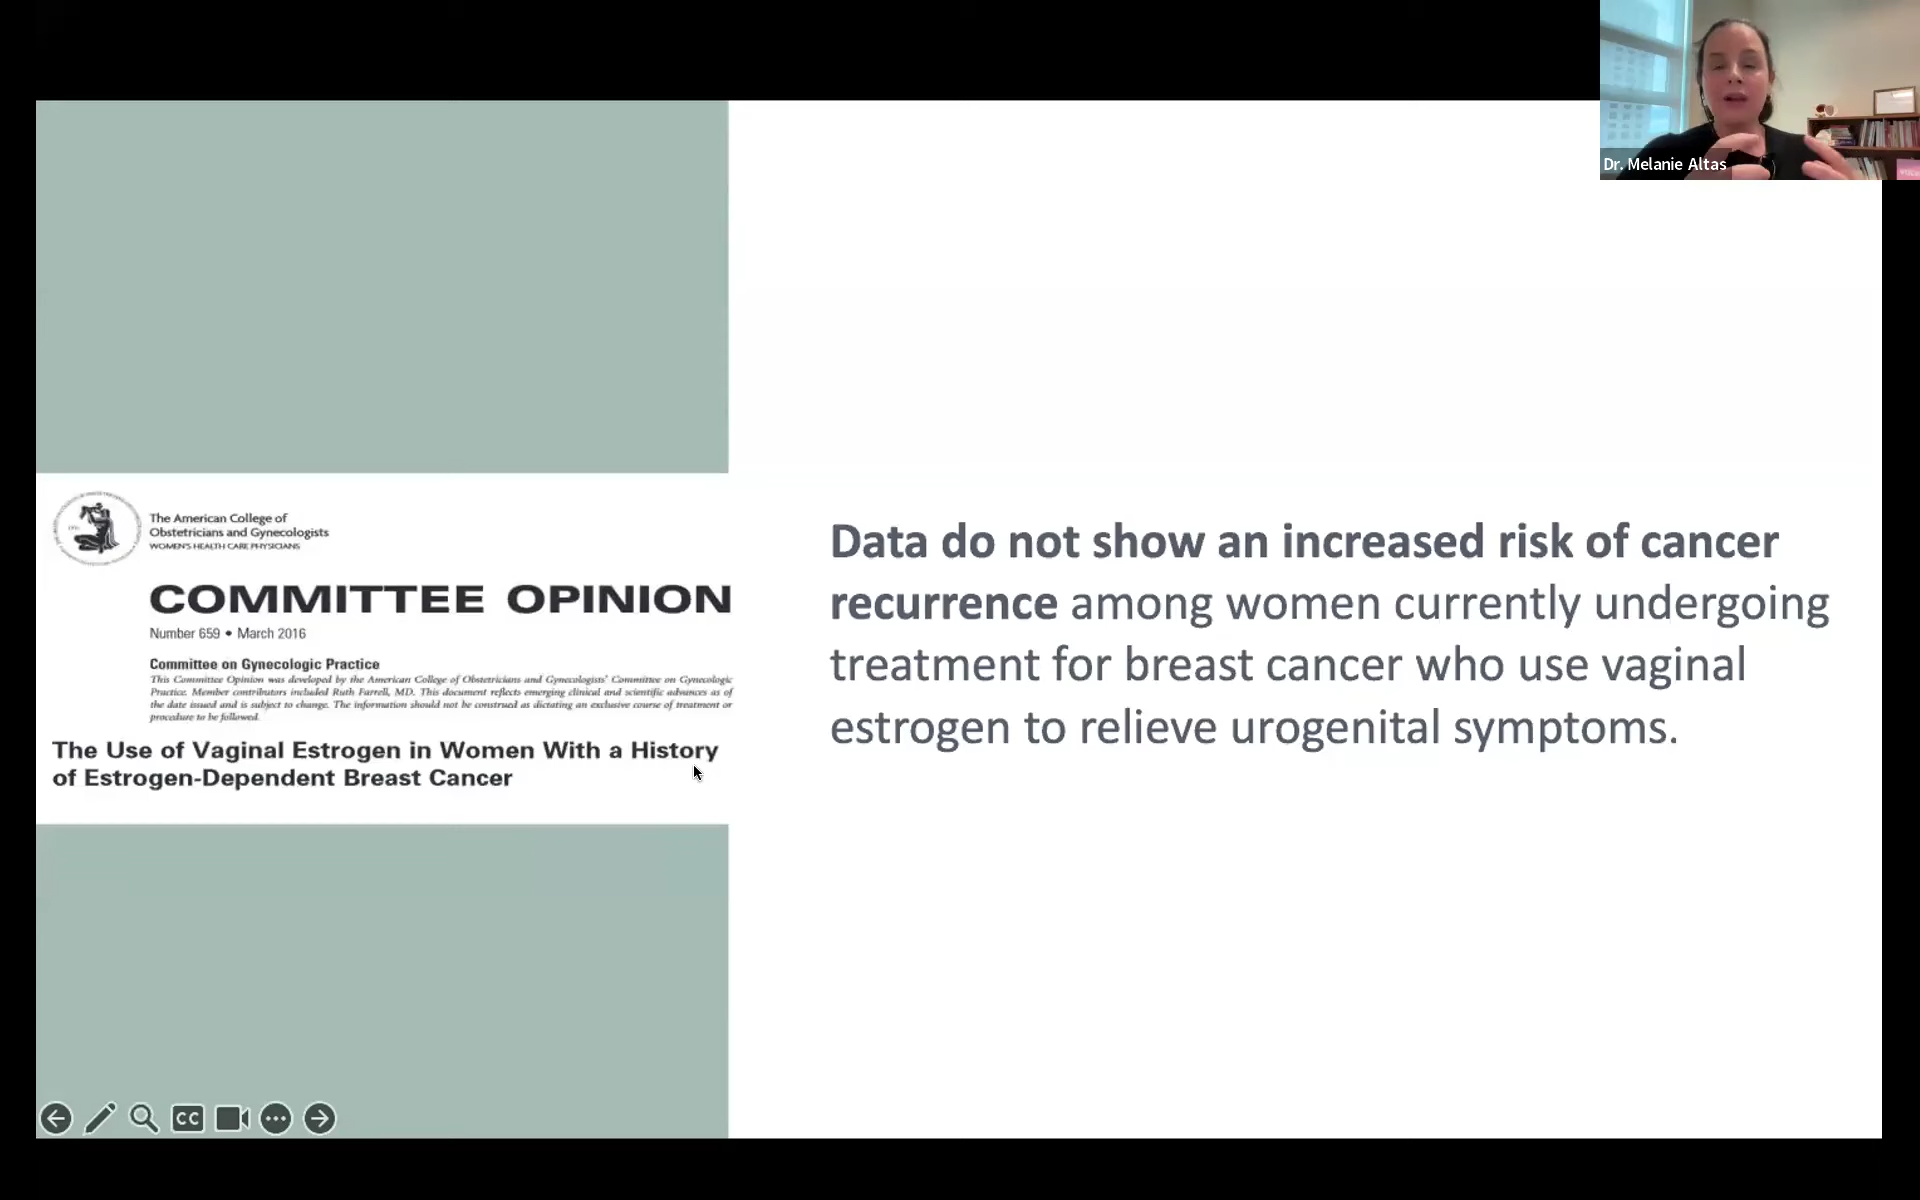 Dr. Melanie Altas
The American College of
Obstetricians and Gynecologists
WOMEN'S HEALTH CARE PHYSICIANS
COMMITTEE OPINION
Number 659 • March 2016
Committee on Gynecologic Practice
This Committee Opinion was developed by the American College of Obstetricians and Gynecologists' Committee on Gynecologic
Practice. Member contributors included Ruth Farrell, MD. This document reflects emerging clinical and scientific advances as of
the date issued and is subject to change. The information should not be construed as dictating an exclusive course of treatment or
procedure to be followed.
The Use of Vaginal Estrogen in Women With a History
of Estrogen-Dependent Breast Cancer
Data do not show an increased risk of cancer
recurrence among women currently undergoing
treatment for breast cancer who use vaginal
estrogen to relieve urogenital symptoms.
CC